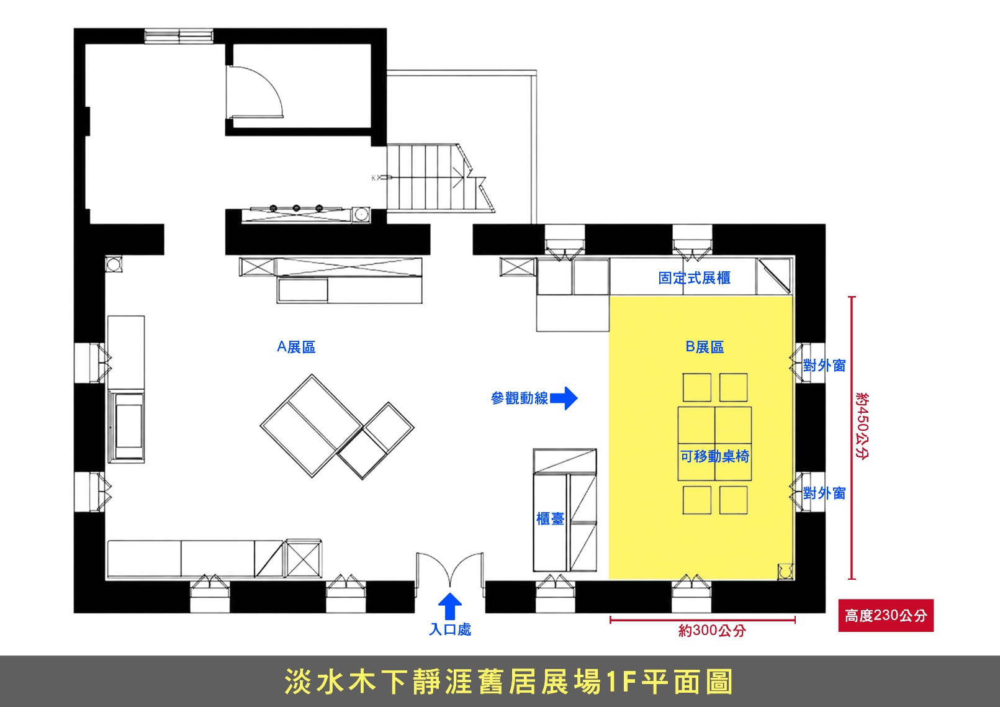 固定式展櫃
A展區
B展區
對外窗
參觀動線
約450公分
可移動桌椅
對外窗
櫃臺
高度230公分
入口處
約300公分
淡水木下靜涯舊居展場1F平面圖